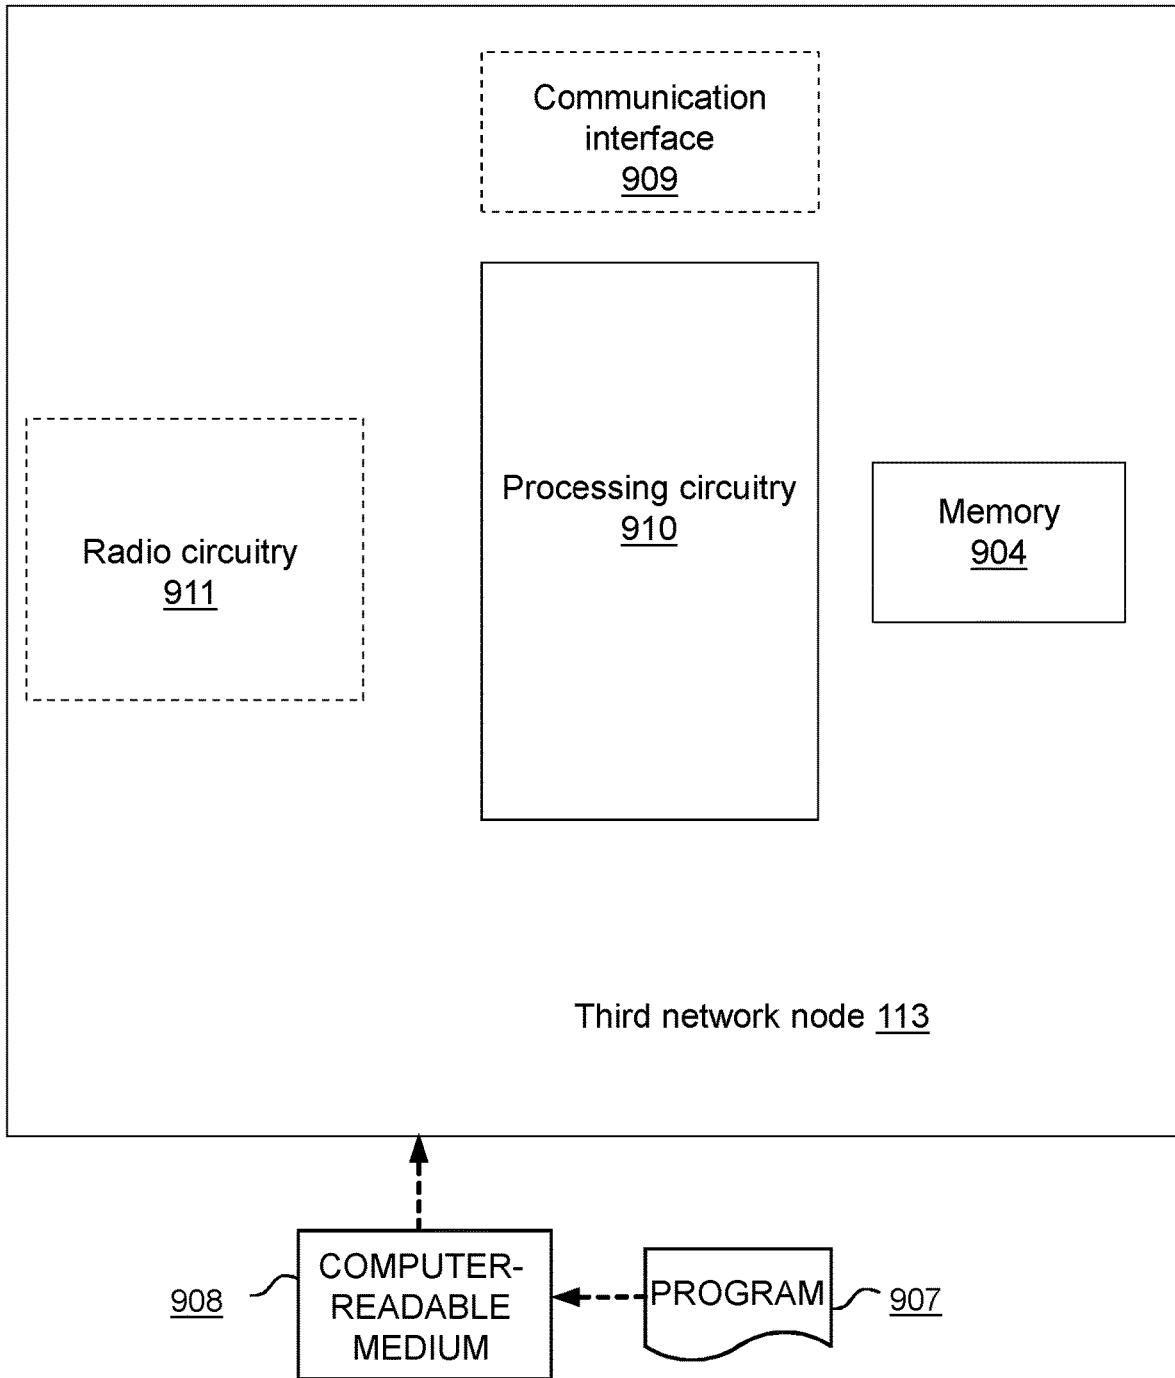 Communication
interface
909
Processing circuitry
910
Memory
904
Radio circuitry
911
Third network node 113
COMPUTER-
READABLE
MEDIUM
908
PROGRAM
907